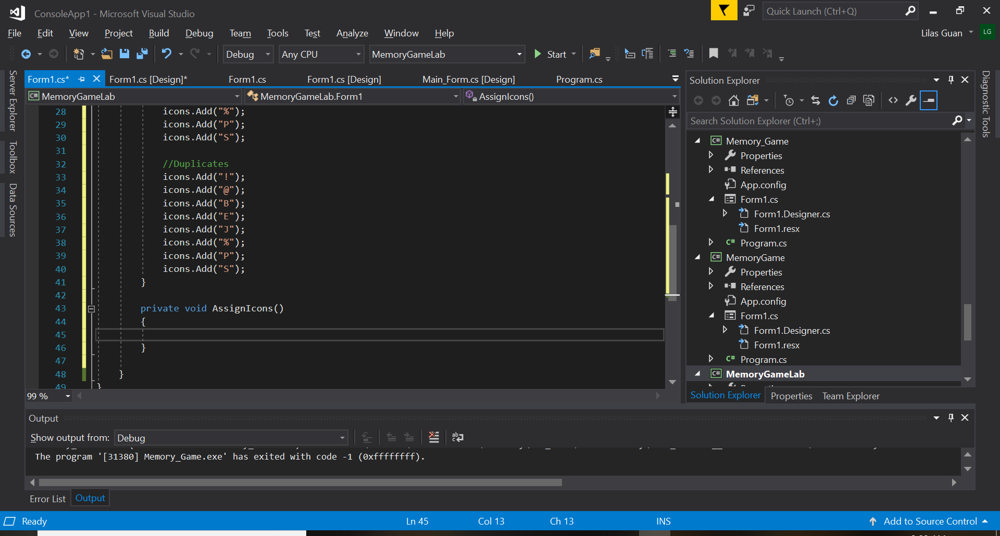 ConsoleApp1 - Microsoft Visual Studio
Quick Launch (Ctrl+Q)
File Edit View Project Build Debug Team Tools Test Analyze Window Help
Lilas Guan
LG
Debug
Any CPU
MemoryGameLab
Start
Server Explorer
Toolbox
Data Sources
Form1.cs*
Form1.cs [Design]*
Form1.cs
Form1.cs [Design]
Main_Form.cs [Design]
Program.cs
C# MemoryGameLab
MemoryGameLab.Form1
AssignIcons()
28 icons.Add("%");
29 icons.Add("P");
30 icons.Add("S");
31
32 //Duplicates
33 icons.Add("!");
34 icons.Add("@");
35 icons.Add("B");
36 icons.Add("E");
37 icons.Add("J");
38 icons.Add("%");
39 icons.Add("P");
40 icons.Add("S");
41 }
42
43 private void AssignIcons()
44 {
45
46 }
47
48 }
49 }
99 %
Solution Explorer
Search Solution Explorer (Ctrl+;)
C# Memory_Game
Properties
References
App.config
Form1.cs
Form1.Designer.cs
Form1.resx
C# Program.cs
C# MemoryGame
Properties
References
App.config
Form1.cs
Form1.Designer.cs
Form1.resx
C# Program.cs
C# MemoryGameLab
Solution Explorer Properties Team Explorer
Diagnostic Tools
Output
Show output from: Debug
The program '[31380] Memory_Game.exe' has exited with code -1 (0xffffffff).
Error List Output
Ready
Ln 45
Col 13
Ch 13
INS
Add to Source Control